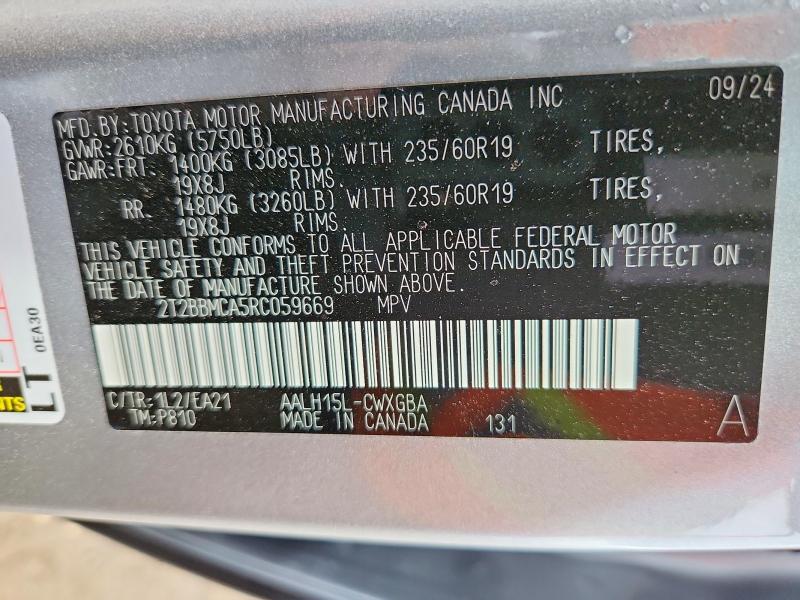 MFD.BY:TOYOTA MOTOR MANUFACTURING CANADA INC 09/24
GVWR:2610KG (5750LB)
GAWR:FRT. 1400KG (3085LB) WITH 235/60R19 TIRES,
19X8J RIMS.
RR. 1480KG (3260LB) WITH 235/60R19 TIRES,
19X8J RIMS.
THIS VEHICLE CONFORMS TO ALL APPLICABLE FEDERAL MOTOR
VEHICLE SAFETY AND THEFT PREVENTION STANDARDS IN EFFECT ON
THE DATE OF MANUFACTURE SHOWN ABOVE.
2T2BBMCA5RC059669 MPV
C/TR:1L2/EA21 AALH15L-CWXGBA
TM:P810 MADE IN CANADA 131 A
LT
0EA30
NTS